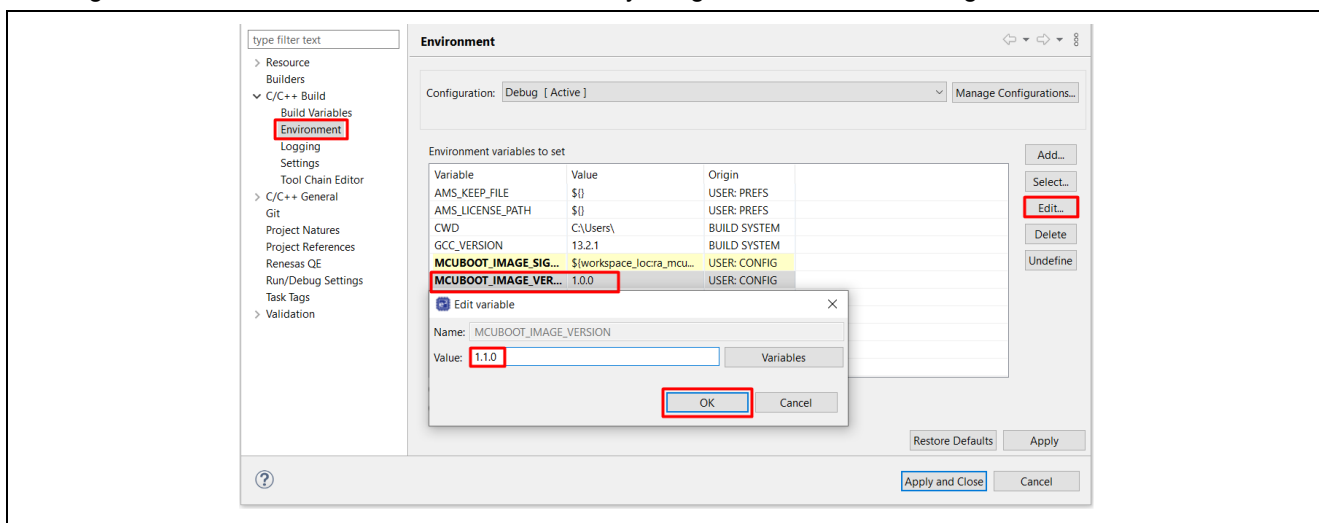 type filter text
Environment
> Resource
Builders
C/C++ Build
Build Variables
Environment
Logging
Settings
Tool Chain Editor
> C/C++ General
Git
Project Natures
Project References
Renesas QE
Run/Debug Settings
Task Tags
> Validation
Configuration: Debug [ Active ] Manage Configurations...
Environment variables to set
Variable Value Origin
AMS_KEEP_FILE ${} USER: PREFS
AMS_LICENSE_PATH ${} USER: PREFS
CWD C:\Users\ BUILD SYSTEM
GCC_VERSION 13.2.1 BUILD SYSTEM
MCUBOOT_IMAGE_SIG... ${workspace_loc:ra_mcu... USER: CONFIG
MCUBOOT_IMAGE_VER... 1.0.0 USER: CONFIG
Add...
Select...
Edit...
Delete
Undefine
Edit variable
Name: MCUBOOT_IMAGE_VERSION
Value: 1.1.0 Variables
OK Cancel
Restore Defaults Apply
Apply and Close Cancel